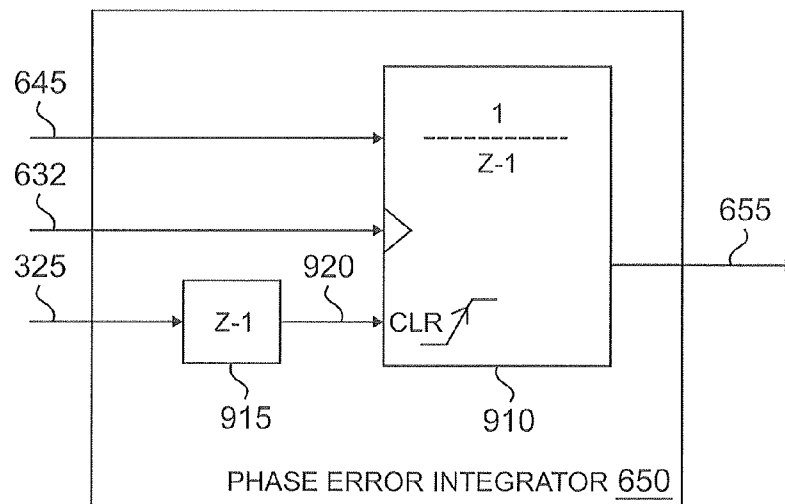 645
1
Z-1
632
655
325
920
Z-1
CLR
915
910
PHASE ERROR INTEGRATOR 650